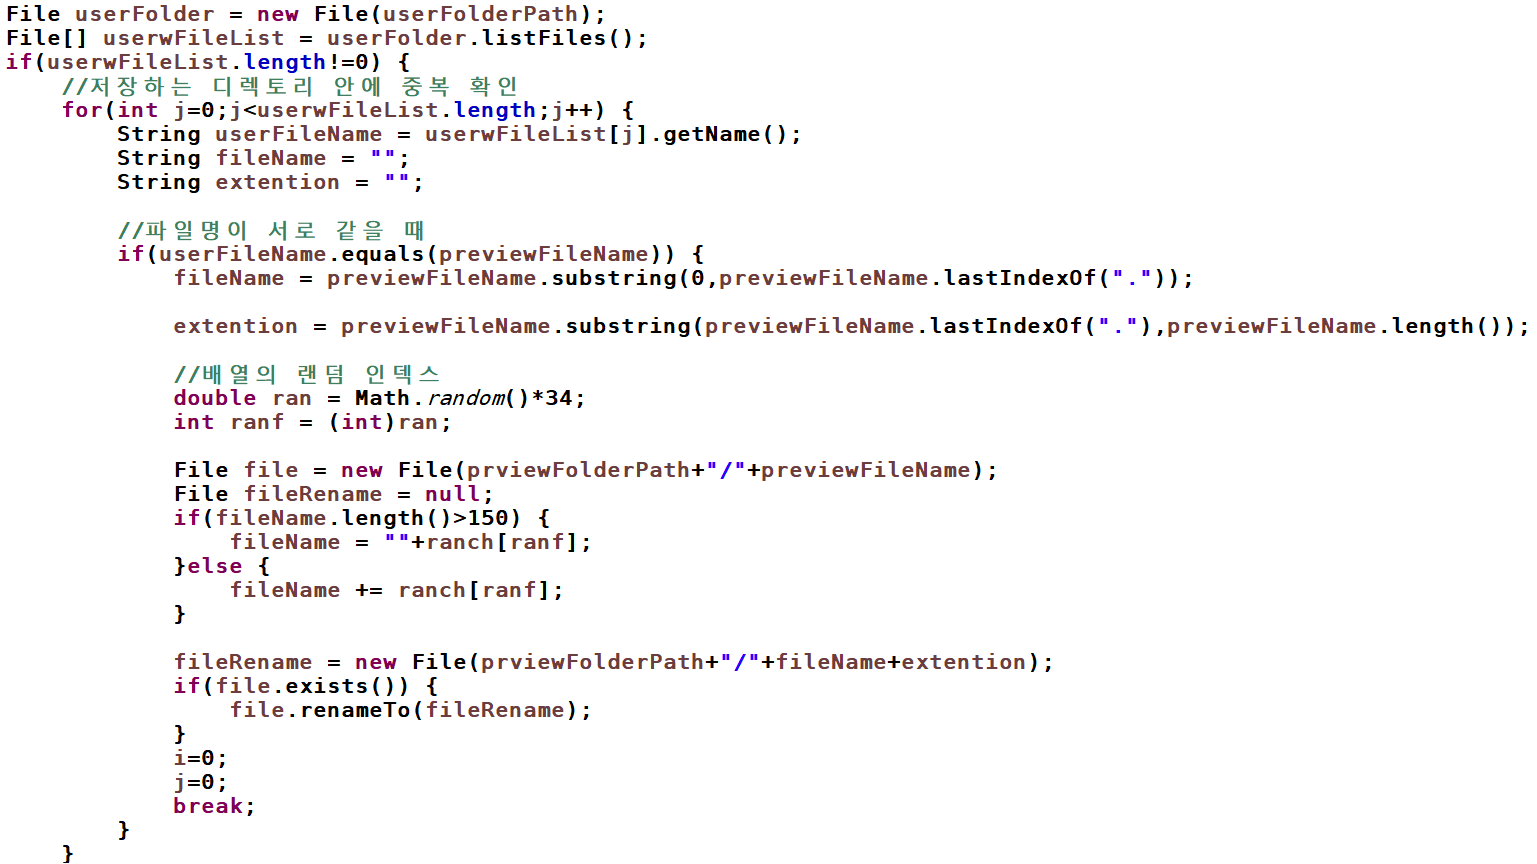 File userFolder = new File(userFolderPath);
File[] userwFileList = userFolder.listFiles();
if(userwFileList.length!=0) {
    //저장하는 디렉토리 안에 중복 확인
    for(int j=0;j<userwFileList.length;j++) {
        String userFileName = userwFileList[j].getName();
        String fileName = "";
        String extention = "";

        //파일명이 서로 같을 때
        if(userFileName.equals(previewFileName)) {
            fileName = previewFileName.substring(0,previewFileName.lastIndexOf("."));

            extention = previewFileName.substring(previewFileName.lastIndexOf("."),previewFileName.length());

            //배열의 랜덤 인덱스
            double ran = Math.random()*34;
            int ranf = (int)ran;

            File file = new File(prviewFolderPath+"/"+previewFileName);
            File fileRename = null;
            if(fileName.length()>150) {
                fileName = ""+ranch[ranf];
            }else {
                fileName += ranch[ranf];
            }

            fileRename = new File(prviewFolderPath+"/"+fileName+extention);
            if(file.exists()) {
                file.renameTo(fileRename);
            }
            i=0;
            j=0;
            break;
        }
    }